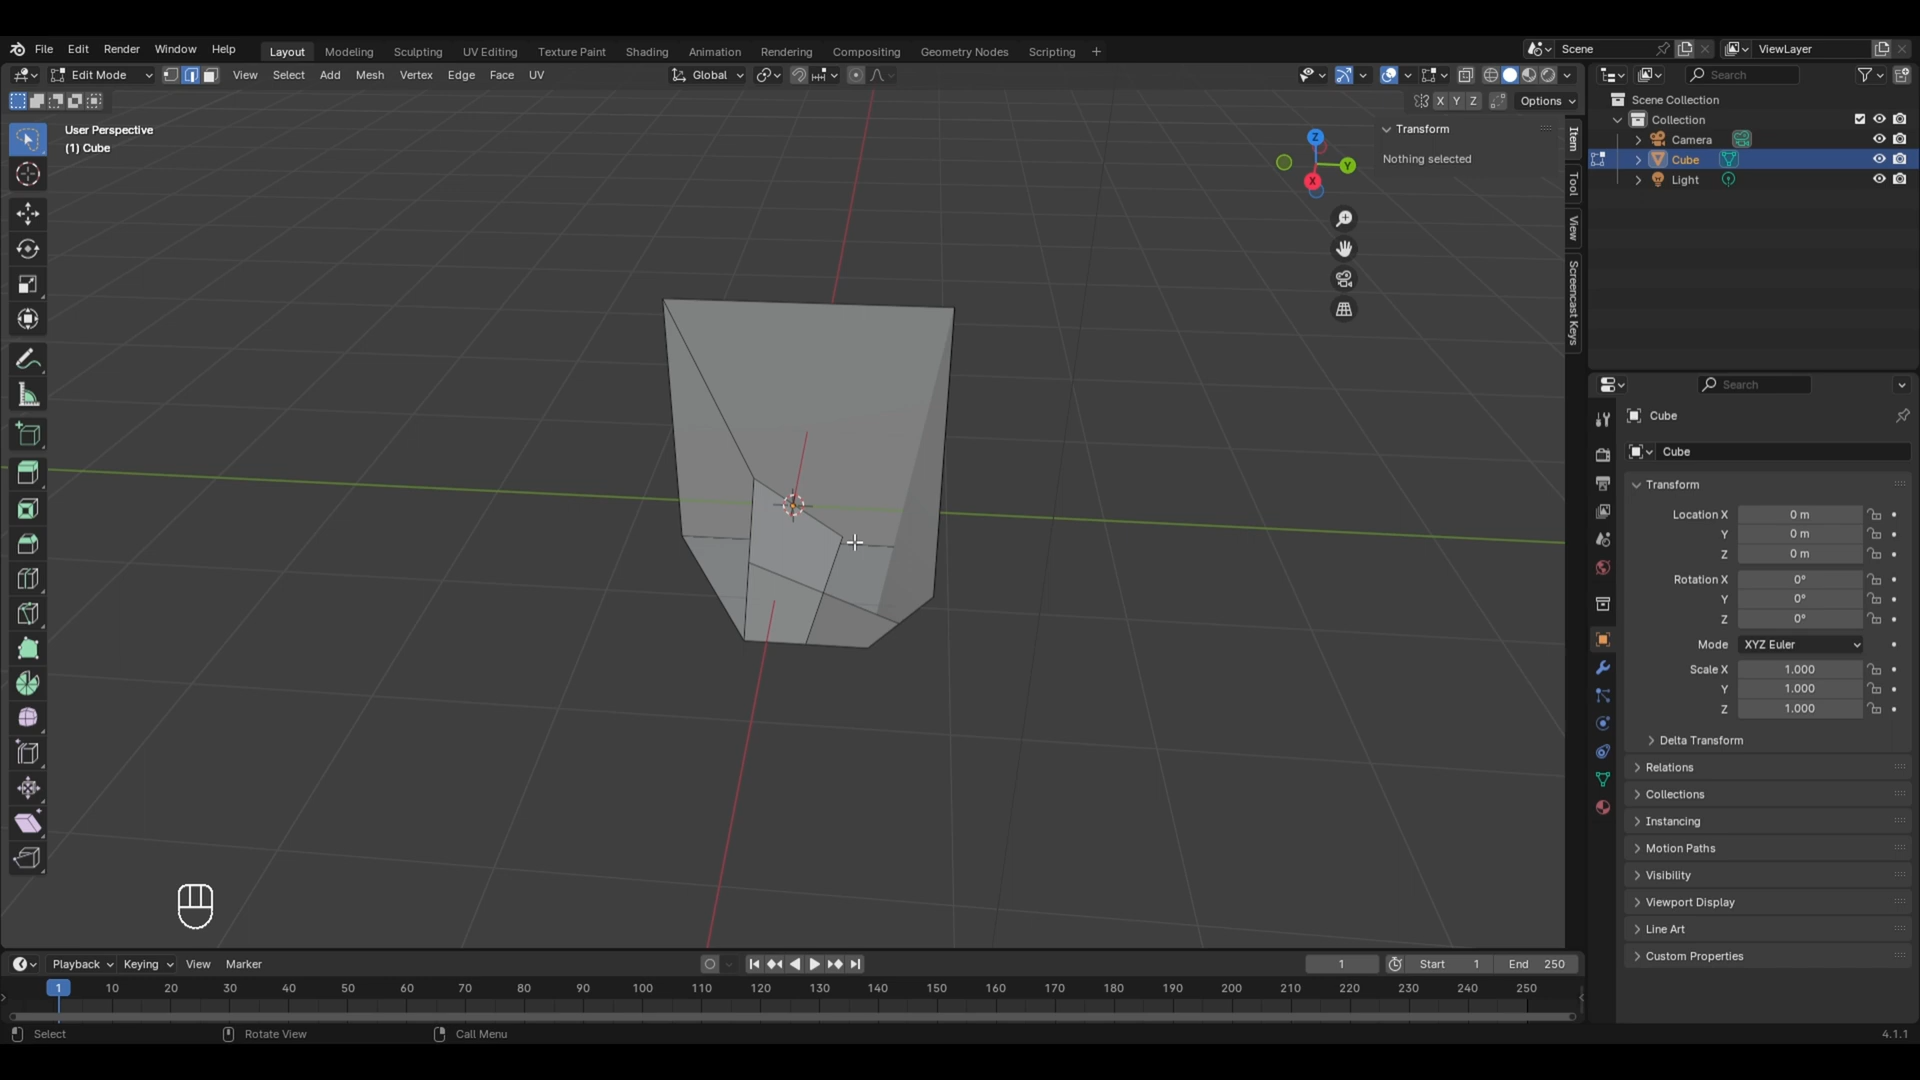 File Edit Render Window Help Layout Modeling Sculpting UV Editing Texture Paint Shading Animation Rendering Compositing Geometry Nodes Scripting + Scene ViewLayer
Edit Mode View Select Add Mesh Vertex Edge Face UV Global Search
X Y Z Options
User Perspective
(1) Cube
Z
Y
X
Transform
Nothing selected
Item
Tool
View
Screencast Keys
Scene Collection
Collection
Camera
Cube
Light
Search
Cube
Cube
Transform
Location X 0 m
Y 0 m
Z 0 m
Rotation X 0°
Y 0°
Z 0°
Mode XYZ Euler
Scale X 1.000
Y 1.000
Z 1.000
Delta Transform
Relations
Collections
Instancing
Motion Paths
Visibility
Viewport Display
Line Art
Custom Properties
Playback Keying View Marker 1 Start 1 End 250
1 10 20 30 40 50 60 70 80 90 100 110 120 130 140 150 160 170 180 190 200 210 220 230 240 250
Select Rotate View Call Menu 4.1.1